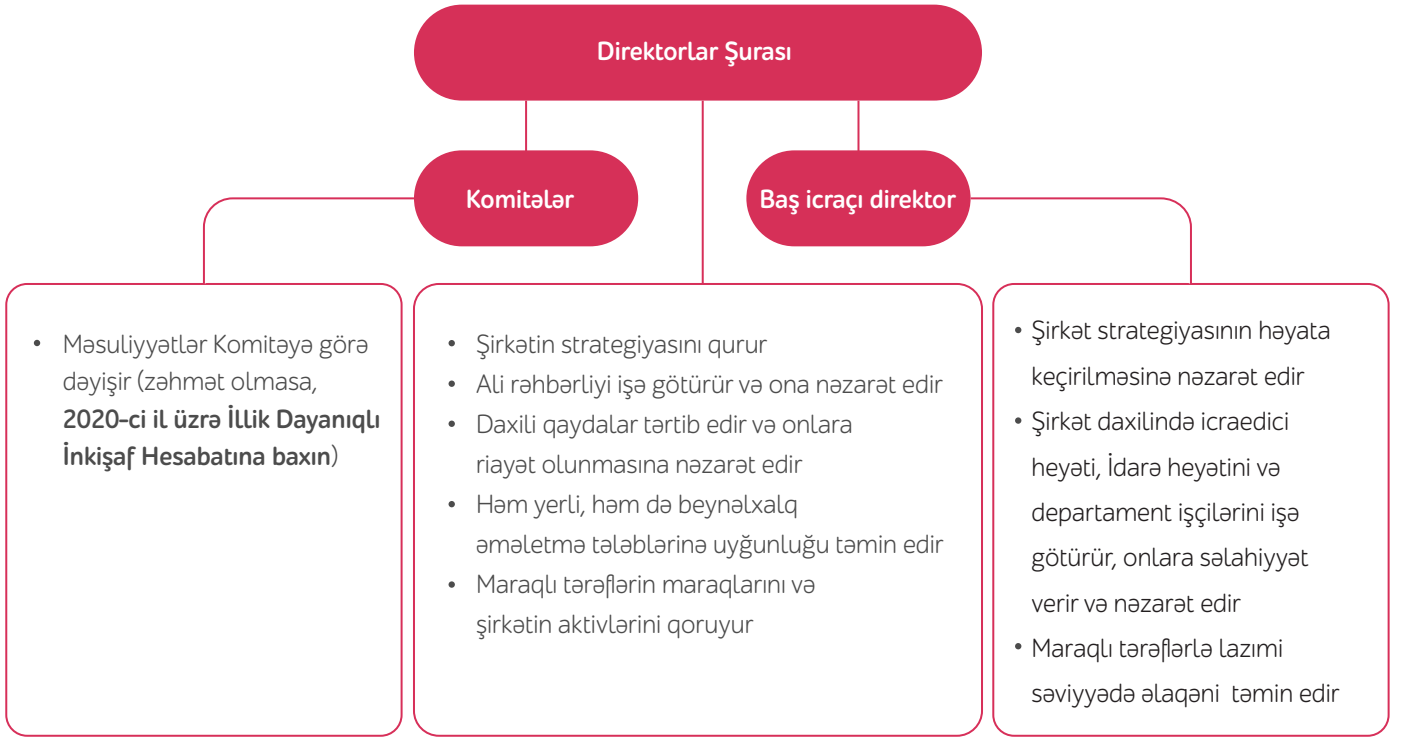 Direktorlar Şurası
Komitələr
Baş icraçı direktor
• Məsuliyyətlər Komitəyə görə
dəyişir (zəhmət olmasa,
2020-ci il üzrə İllik Dayanıqlı
İnkişaf Hesabatına baxın)
• Şirkətin strategiyasını qurur
• Ali rəhbərliyi işə götürür və ona nəzarət edir
• Daxili qaydalar tərtib edir və onlara
riayət olunmasına nəzarət edir
• Həm yerli, həm də beynəlxalq
əməletmə tələblərinə uyğunluğu təmin edir
• Maraqlı tərəflərin maraqlarını və
şirkətin aktivlərini qoruyur
• Şirkət strategiyasının həyata
keçirilməsinə nəzarət edir
• Şirkət daxilində icraedici
heyəti, İdarə heyətini və
departament işçilərini işə
götürür, onlara səlahiyyət
verir və nəzarət edir
• Maraqlı tərəflərlə lazımi
səviyyədə əlaqəni təmin edir